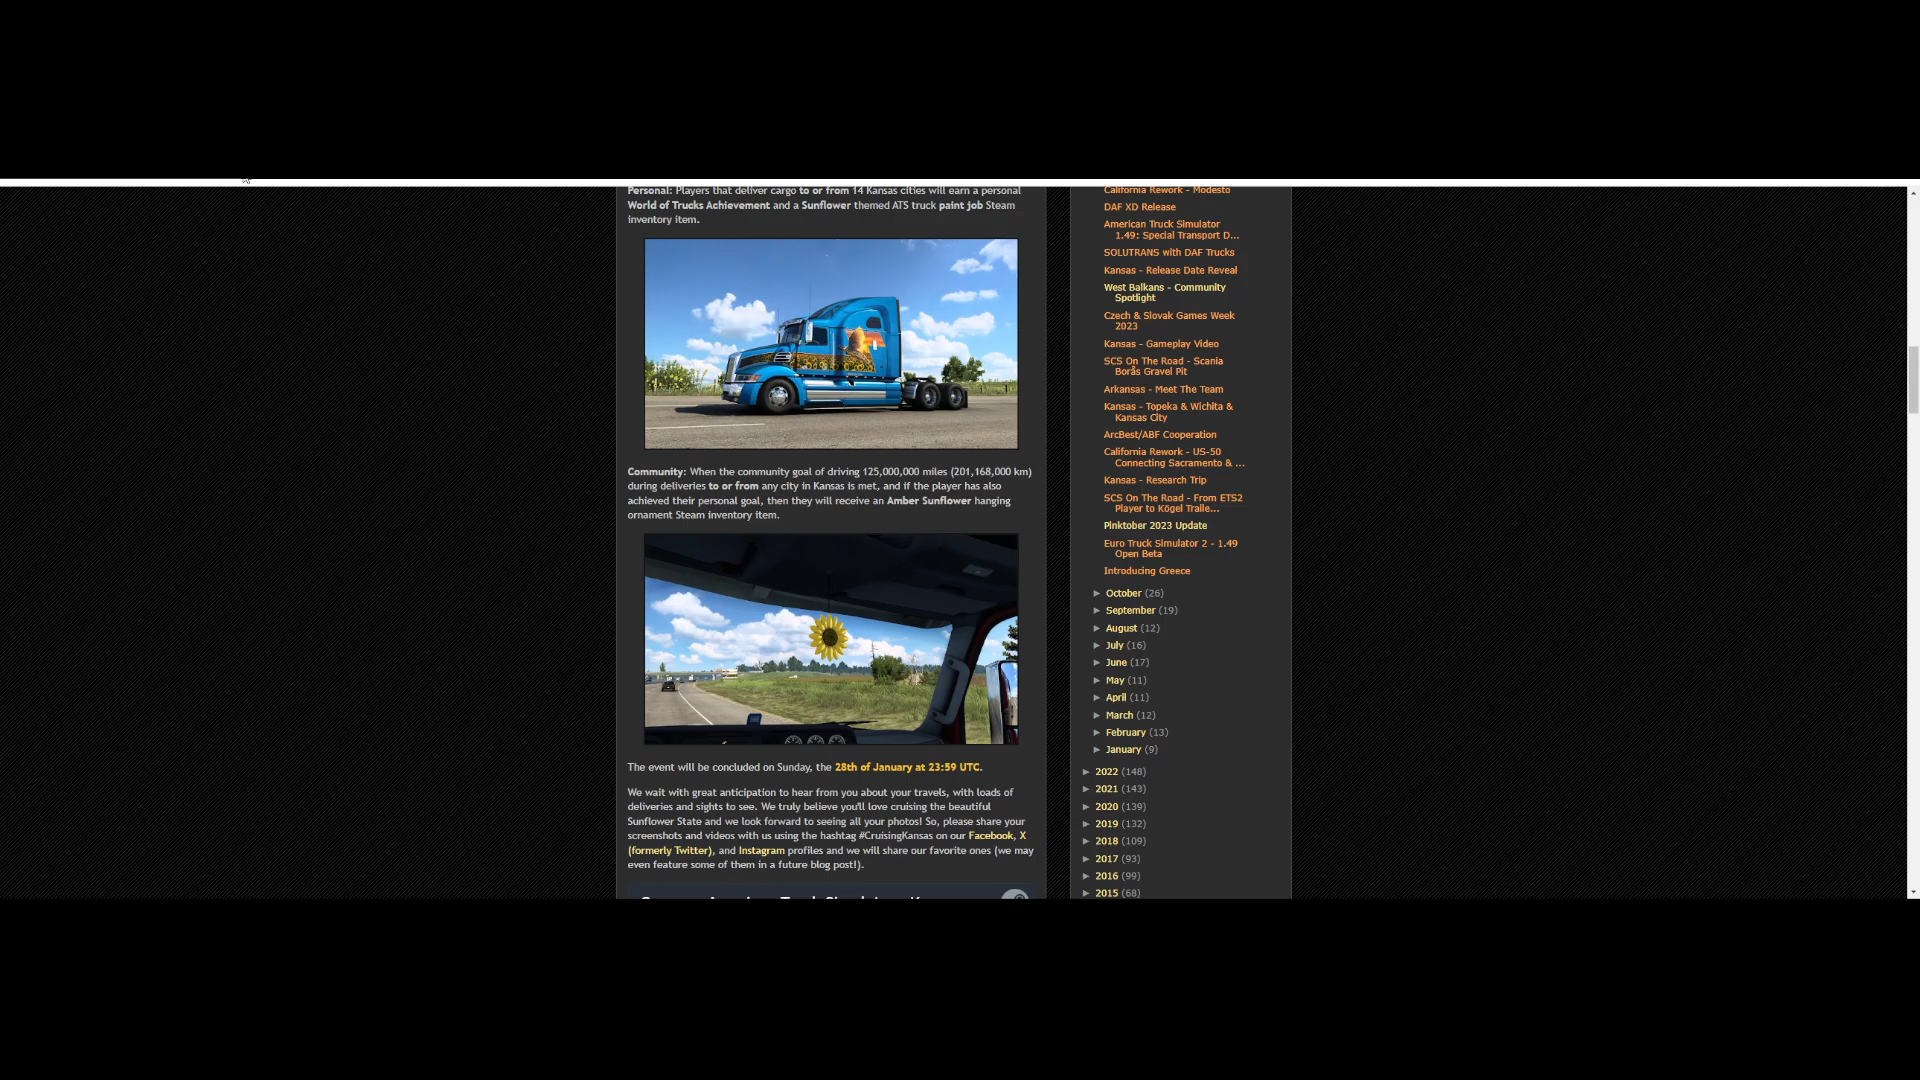 Personal: Players that deliver cargo to or from 14 Kansas cities will earn a personal
World of Trucks Achievement and a Sunflower themed ATS truck paint job Steam
inventory item.
Community: When the community goal of driving 125,000,000 miles (201,168,000 km)
during deliveries to or from any city in Kansas is met, and if the player has also
achieved their personal goal, then they will receive an Amber Sunflower hanging
ornament Steam inventory item.
The event will be concluded on Sunday, the 28th of January at 23:59 UTC.
We wait with great anticipation to hear from you about your travels, with loads of
deliveries and sights to see. We truly believe you'll love cruising the beautiful
Sunflower State and we look forward to seeing all your photos! So, please share your
screenshots and videos with us using the hashtag #CruisingKansas on our Facebook, X
(formerly Twitter), and Instagram profiles and we will share our favorite ones (we may
even feature some of them in a future blog post!).
California Rework - Modesto
DAF XD Release
American Truck Simulator
1.49: Special Transport D...
SOLUTRANS with DAF Trucks
Kansas - Release Date Reveal
West Balkans - Community
Spotlight
Czech & Slovak Games Week
2023
Kansas - Gameplay Video
SCS On The Road - Scania
Borås Gravel Pit
Arkansas - Meet The Team
Kansas - Topeka & Wichita &
Kansas City
ArcBest/ABF Cooperation
California Rework - US-50
Connecting Sacramento & ...
Kansas - Research Trip
SCS On The Road - From ETS2
Player to Kögel Traile...
Pinktober 2023 Update
Euro Truck Simulator 2 - 1.49
Open Beta
Introducing Greece
► October (26)
► September (19)
► August (12)
► July (16)
► June (17)
► May (11)
► April (11)
► March (12)
► February (13)
► January (9)
► 2022 (148)
► 2021 (143)
► 2020 (139)
► 2019 (132)
► 2018 (109)
► 2017 (93)
► 2016 (99)
► 2015 (68)